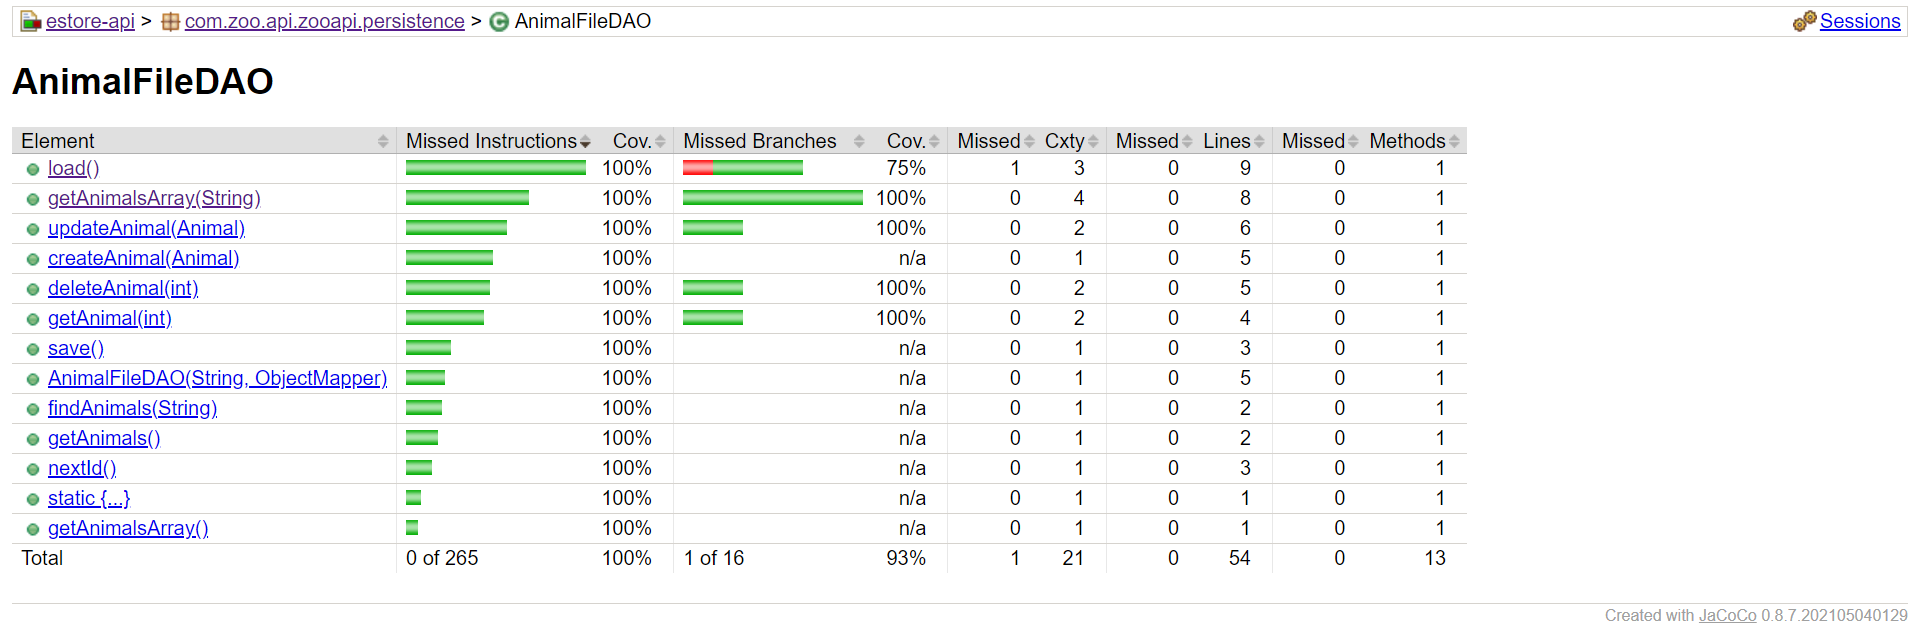 estore-api > com.zoo.api.zooapi.persistence > AnimalFileDAO Sessions
AnimalFileDAO
Element Missed Instructions Cov. Missed Branches Cov. Missed Cxty Missed Lines Missed Methods
load() 100% 75% 1 3 0 9 0 1
getAnimalsArray(String) 100% 100% 0 4 0 8 0 1
updateAnimal(Animal) 100% 100% 0 2 0 6 0 1
createAnimal(Animal) 100% n/a 0 1 0 5 0 1
deleteAnimal(int) 100% 100% 0 2 0 5 0 1
getAnimal(int) 100% 100% 0 2 0 4 0 1
save() 100% n/a 0 1 0 3 0 1
AnimalFileDAO(String, ObjectMapper) 100% n/a 0 1 0 5 0 1
findAnimals(String) 100% n/a 0 1 0 2 0 1
getAnimals() 100% n/a 0 1 0 2 0 1
nextId() 100% n/a 0 1 0 3 0 1
static {...} 100% n/a 0 1 0 1 0 1
getAnimalsArray() 100% n/a 0 1 0 1 0 1
Total 0 of 265 100% 1 of 16 93% 1 21 0 54 0 13
Created with JaCoCo 0.8.7.202105040129